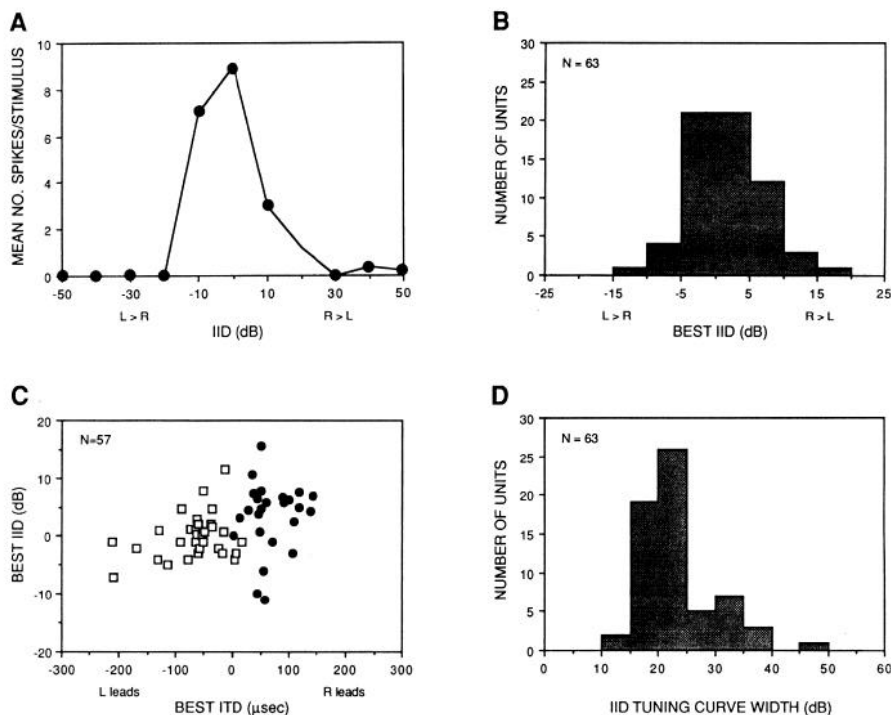 A
MEAN NO. SPIKES/STIMULUS
10
8
6
4
2
0
-50 -30 -10 10 30 50
L > R R > L
IID (dB)
B
N = 63
NUMBER OF UNITS
30
25
20
15
10
5
0
-25 -15 -5 5 15 25
L > R R > L
BEST IID (dB)
C
N=57
BEST IID (dB)
20
10
0
-10
-20
-300 -200 -100 0 100 200 300
L leads R leads
BEST ITD (µsec)
D
N = 63
NUMBER OF UNITS
30
25
20
15
10
5
0
0 10 20 30 40 50 60
IID TUNING CURVE WIDTH (dB)